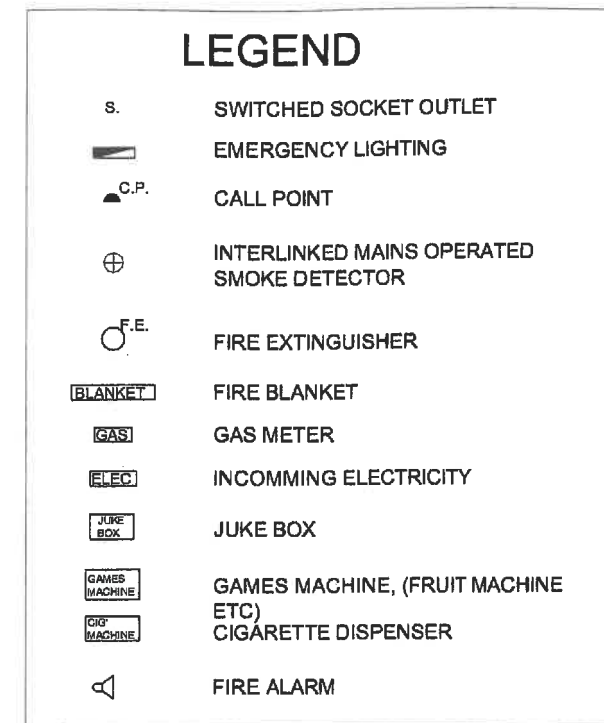 LEGEND
S. SWITCHED SOCKET OUTLET
EMERGENCY LIGHTING
C.P. CALL POINT
INTERLINKED MAINS OPERATED
SMOKE DETECTOR
F.E. FIRE EXTINGUISHER
BLANKET FIRE BLANKET
GAS GAS METER
ELEC INCOMMING ELECTRICITY
JUKE
BOX
JUKE BOX
GAMES
MACHINE
GAMES MACHINE, (FRUIT MACHINE
ETC)
CIG'
MACHINE
CIGARETTE DISPENSER
FIRE ALARM